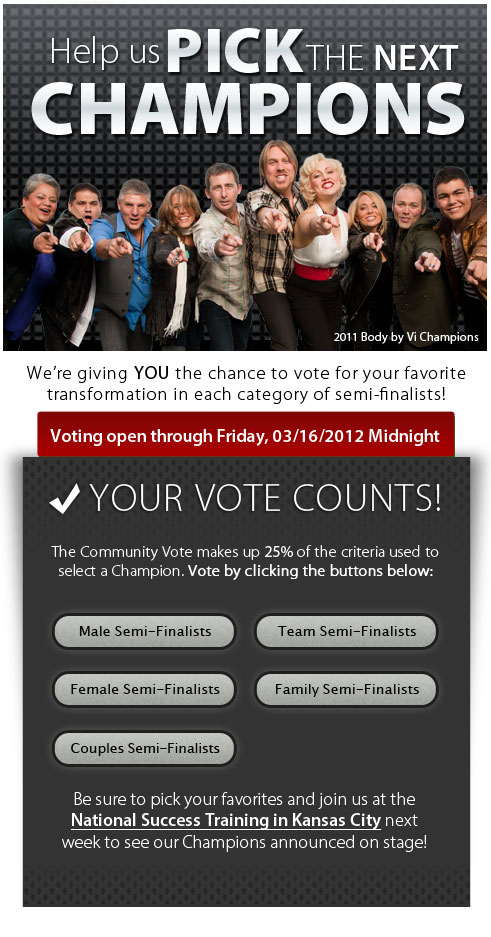 Help us PICK THE NEXT
CHAMPIONS
2011 Body by Vi Champions
We're giving YOU the chance to vote for your favorite
transformation in each category of semi-finalists!
Voting open through Friday, 03/16/2012 Midnight
YOUR VOTE COUNTS!
The Community Vote makes up 25% of the criteria used to
select a Champion. Vote by clicking the buttons below:
Male Semi-Finalists
Team Semi-Finalists
Female Semi-Finalists
Family Semi-Finalists
Couples Semi-Finalists
Be sure to pick your favorites and join us at the
National Success Training in Kansas City next
week to see our Champions announced on stage!